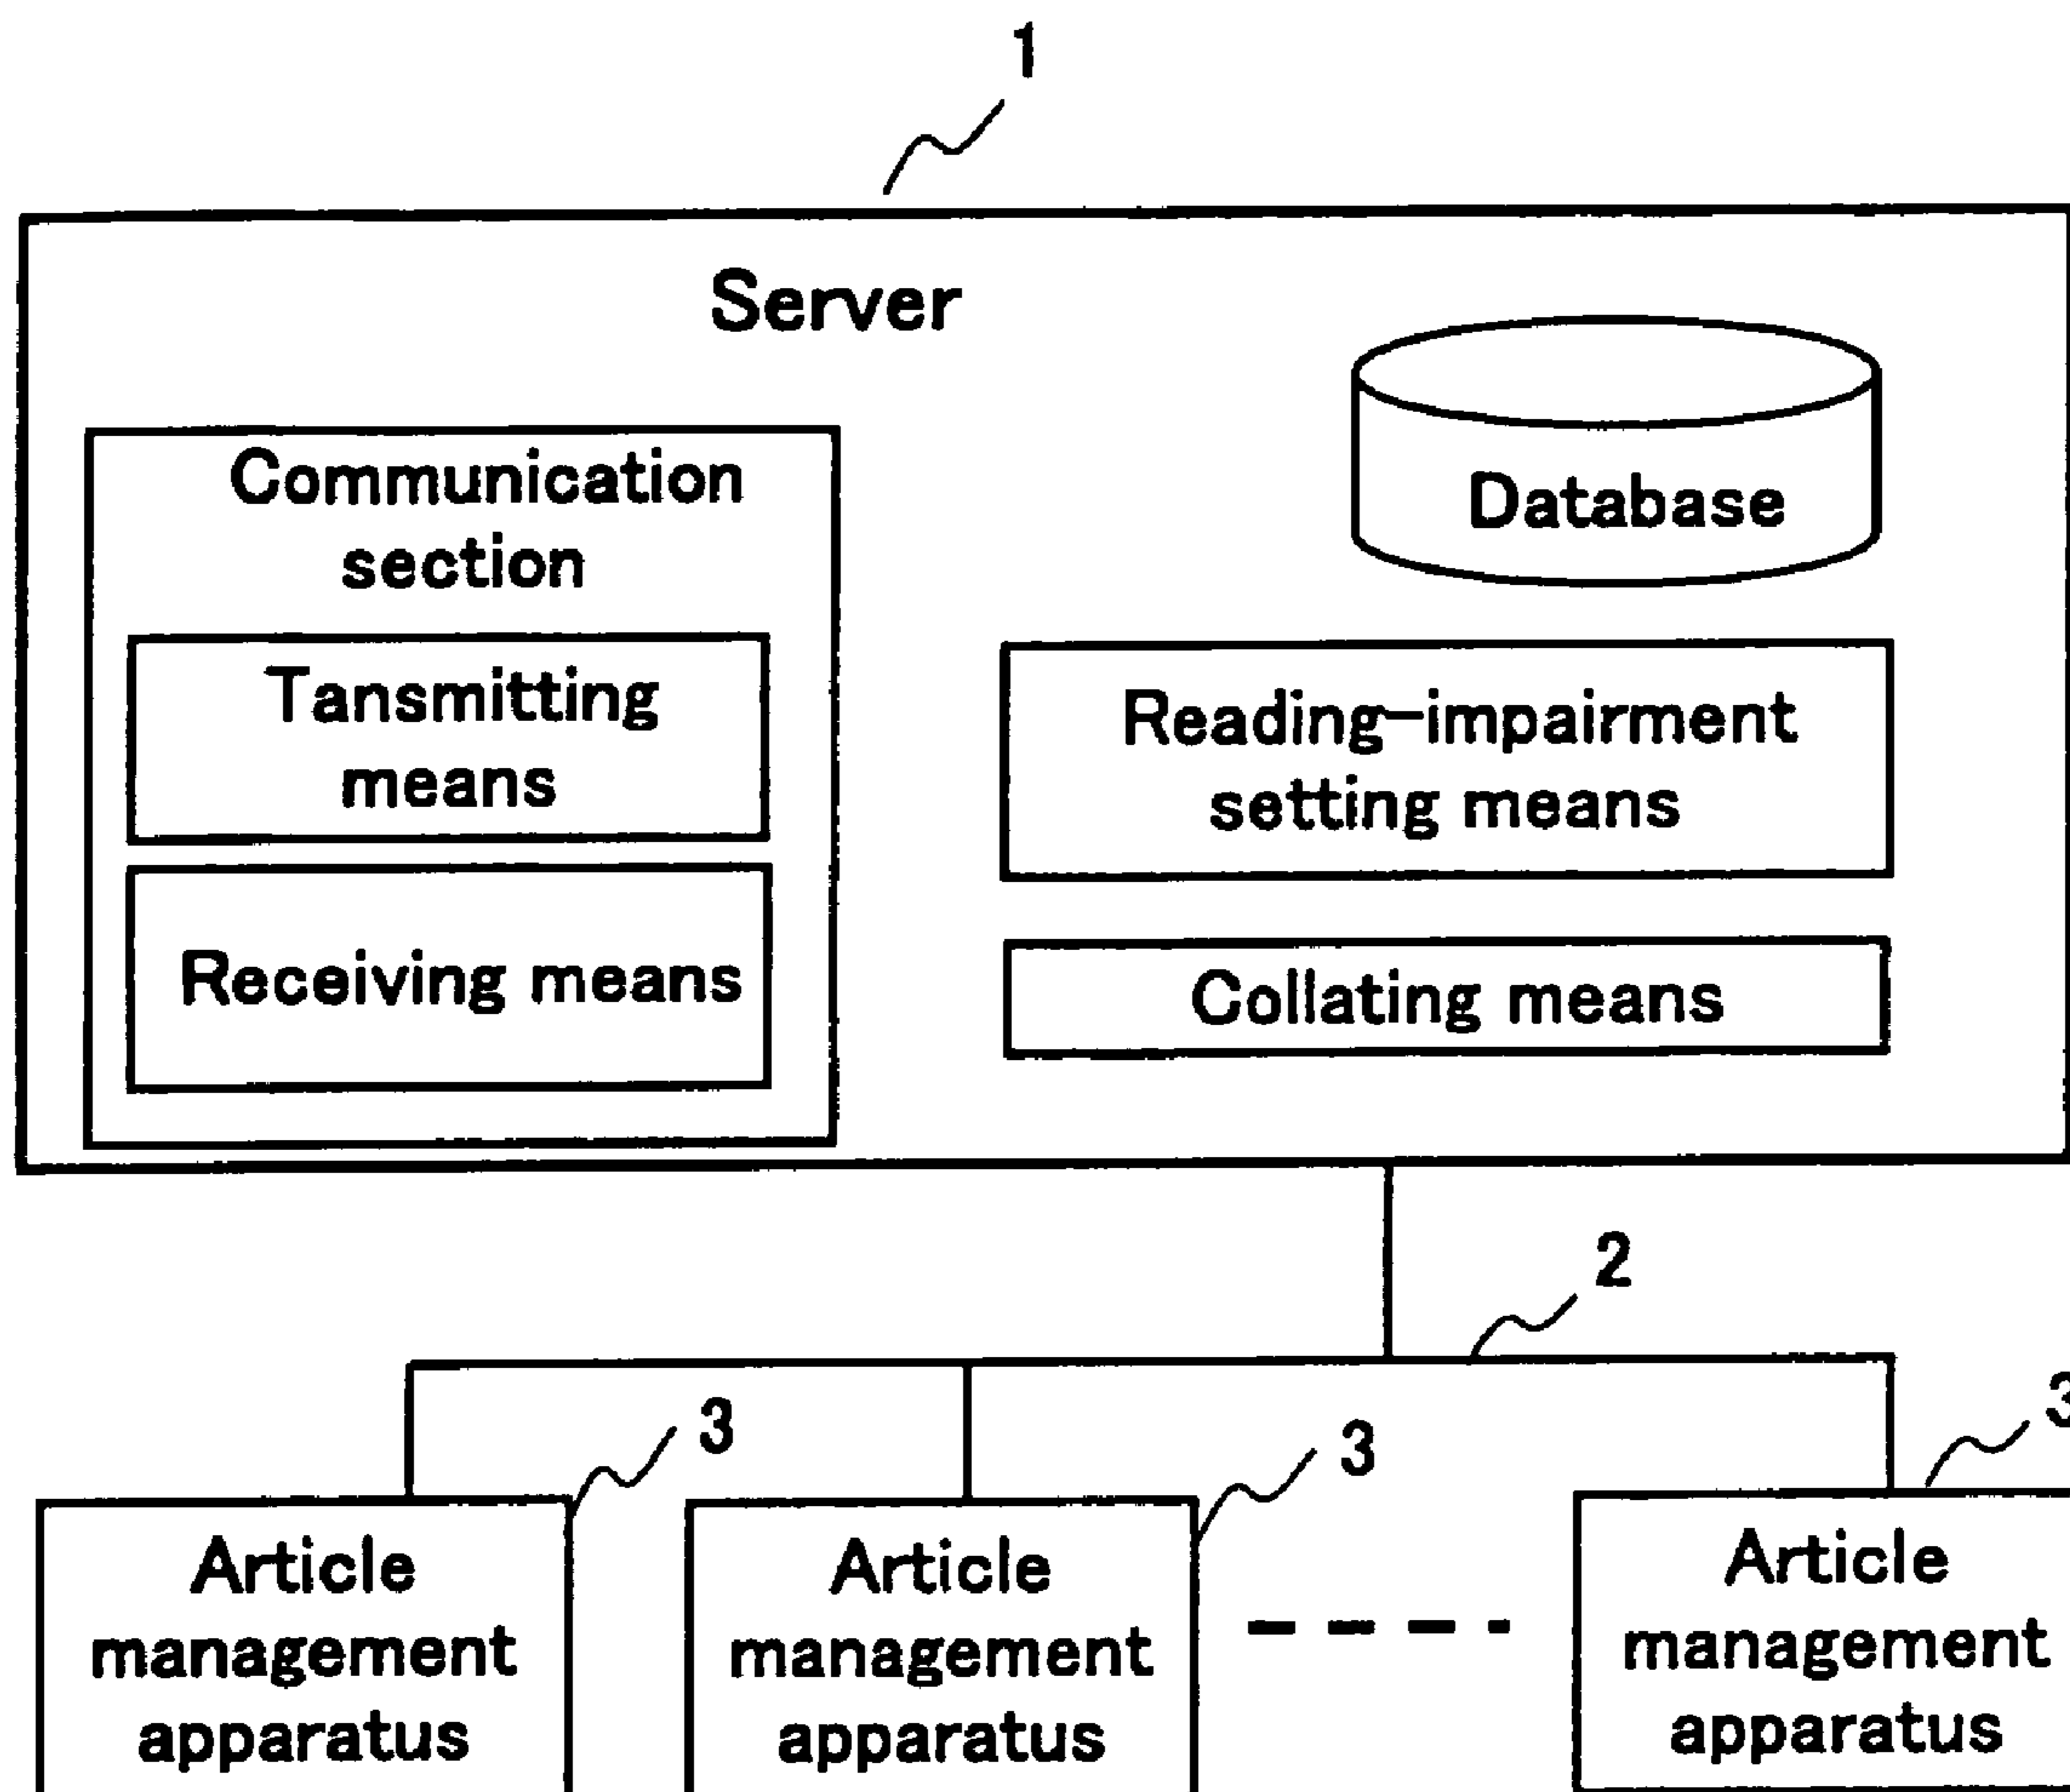 1
Server
Communication
section
Database
Tansmitting
means
Reading-impairment
setting means
Receiving means
Collating means
2
3
3
3
Article
management
apparatus
Article
management
apparatus
Article
management
apparatus